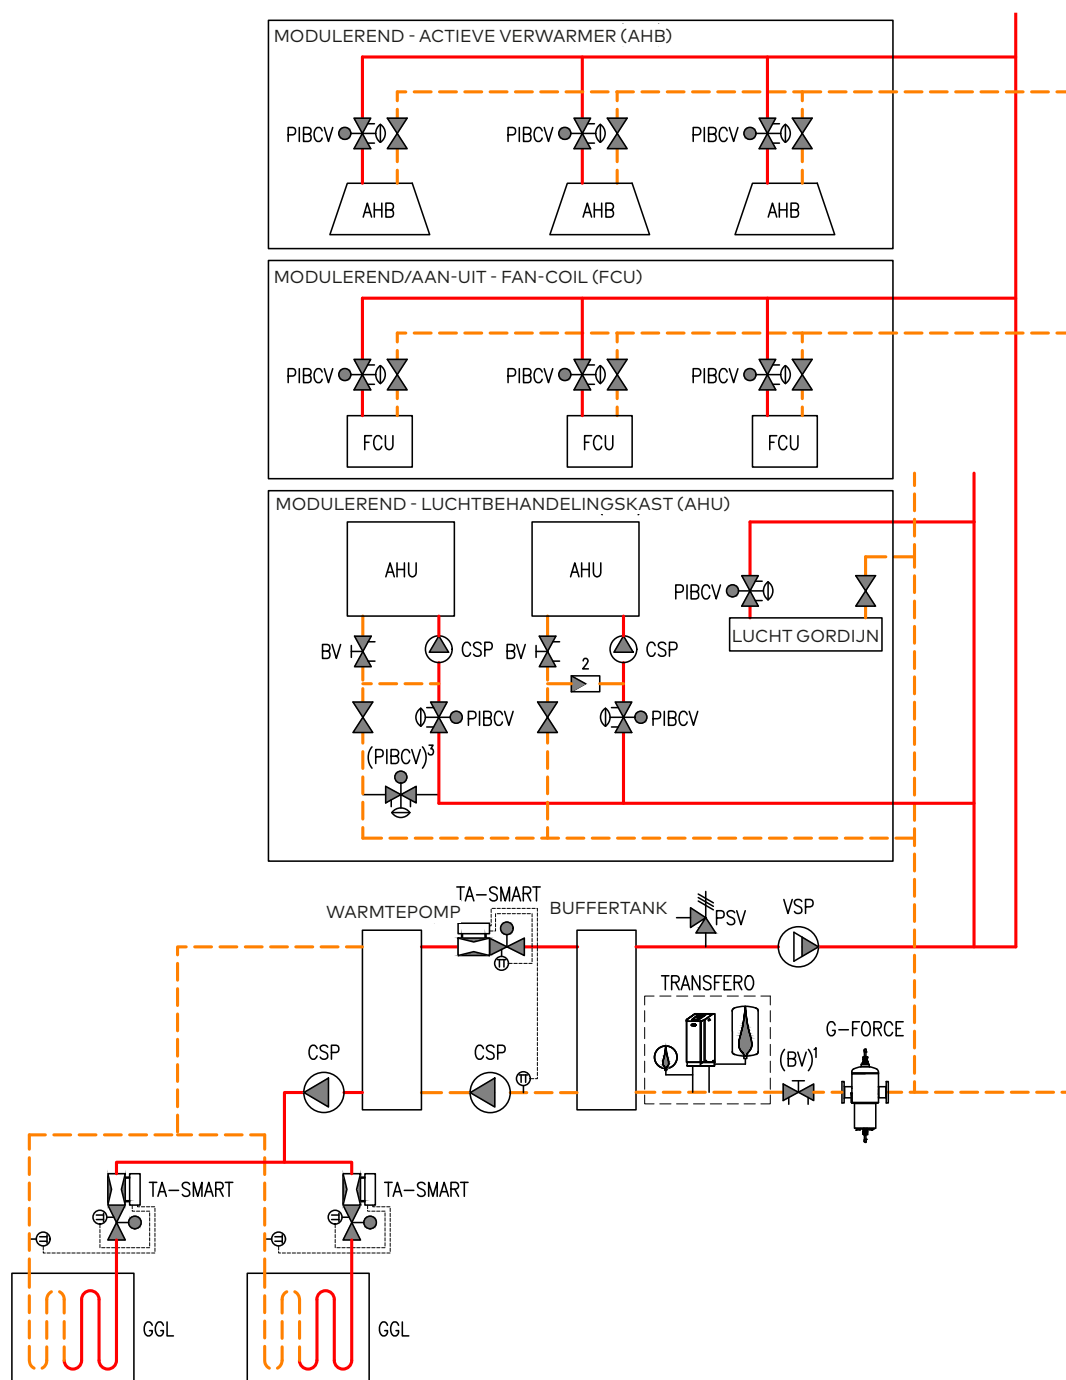 MODULEREND - ACTIEVE VERWARMER (AHB)
PIBCV PIBCV PIBCV
AHB AHB AHB
MODULEREND/AAN-UIT - FAN-COIL (FCU)
PIBCV PIBCV PIBCV
FCU FCU FCU
MODULEREND - LUCHTBEHANDELINGSKAST (AHU)
AHU AHU
PIBCV
LUCHT GORDIJN
BV CSP BV CSP
2
PIBCV PIBCV
(PIBCV)³
WARMTEPOMP TA-SMART BUFFERTANK PSV VSP
TRANSFERO
G-FORCE
(BV)¹
CSP CSP
TA-SMART TA-SMART
GGL GGL